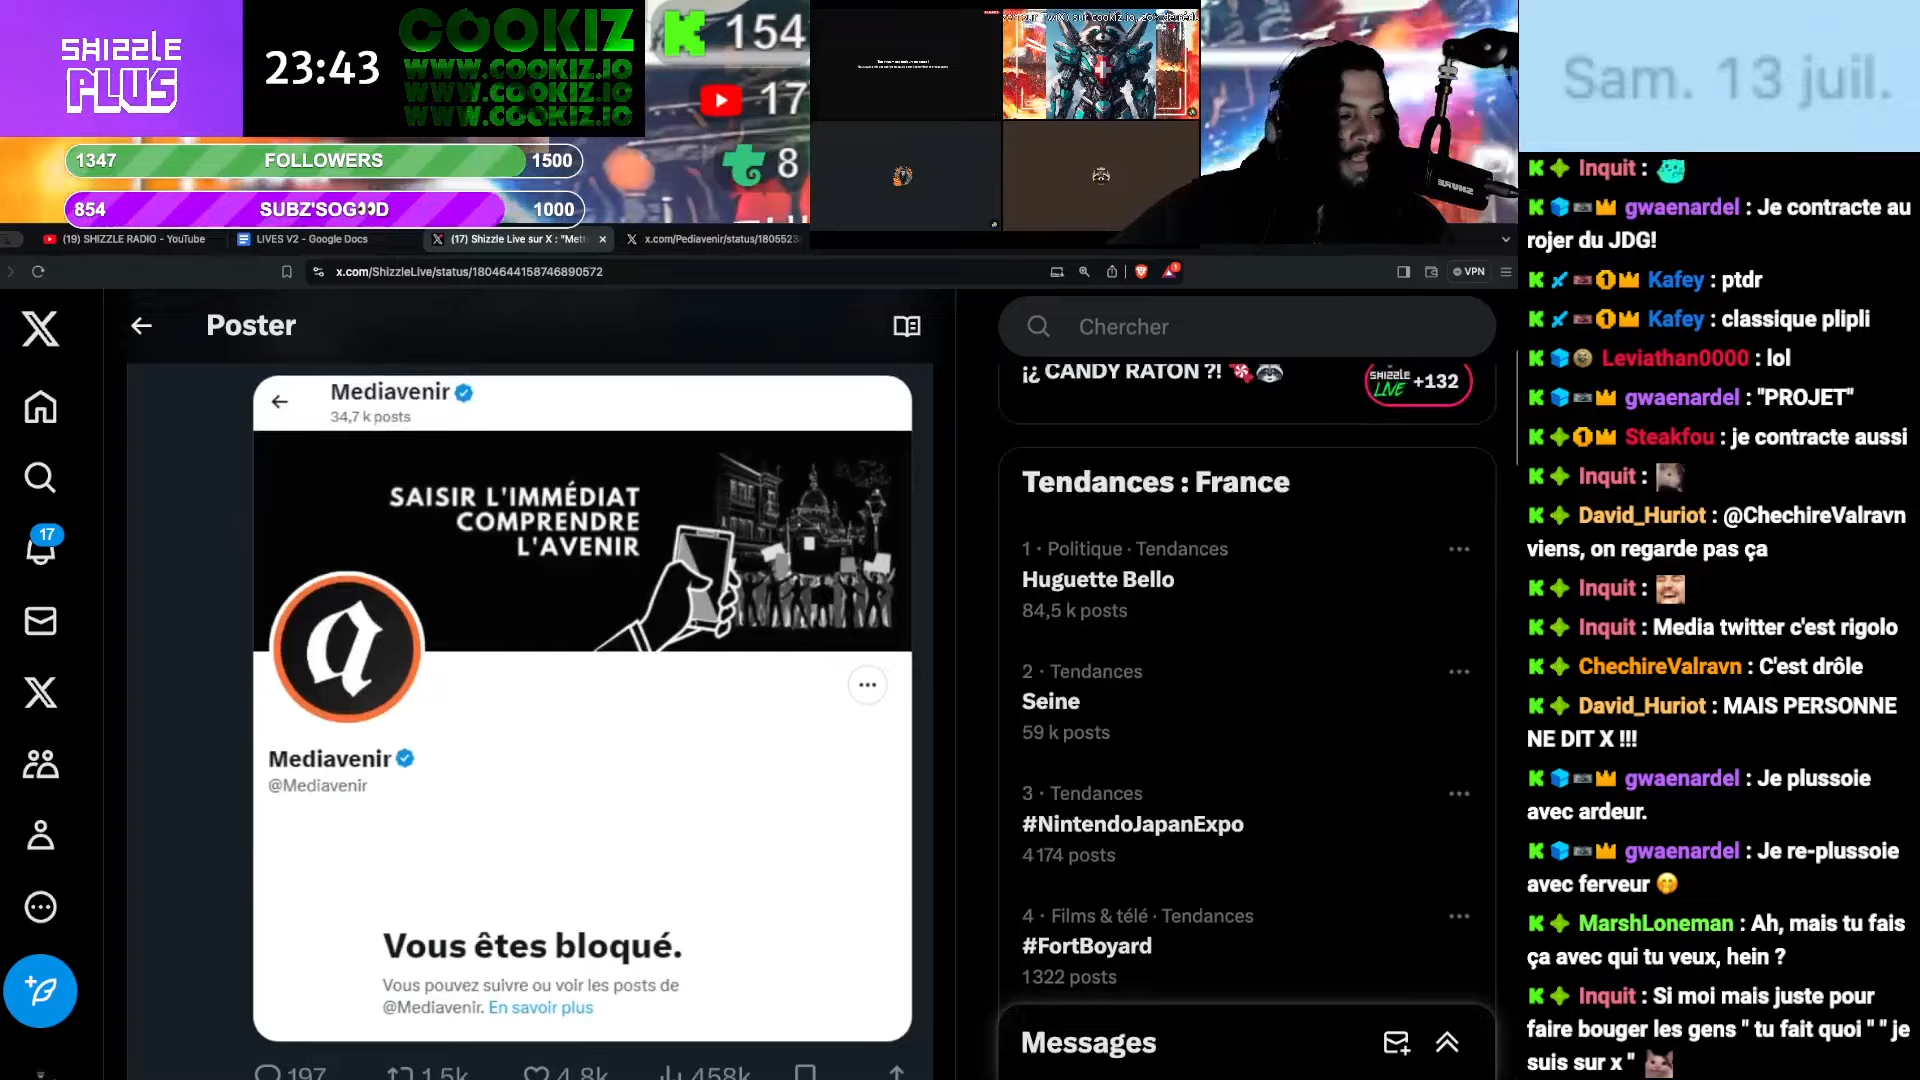 SHIZZLE
PLUS
23:43
COOKIZ
WWW.COOKIZ.IO
WWW.COOKIZ.IO
WWW.COOKIZ.IO
154
17
8
1347 FOLLOWERS 1500
854 SUBZ'SOG👀D 1000
Sam. 13 juil.
(19) SHIZZLE RADIO - YouTube
LIVES V2 - Google Docs
(17) Shizzle Live sur X : "Mett
x.com/Pediavenir/status/1805523
x.com/ShizzleLive/status/1804644158746890572
VPN
Poster
Chercher
Mediavenir
34,7 k posts
SAISIR L'IMMÉDIAT
COMPRENDRE
L'AVENIR
a
Mediavenir
@Mediavenir
Vous êtes bloqué.
Vous pouvez suivre ou voir les posts de
@Mediavenir. En savoir plus
197 1,5k 4,8k 458k
17
¡¿ CANDY RATON ?! 🍬🦝
SHIZZLE LIVE +132
Tendances : France
1 · Politique · Tendances
Huguette Bello
84,5 k posts
2 · Tendances
Seine
59 k posts
3 · Tendances
#NintendoJapanExpo
4 174 posts
4 · Films & télé · Tendances
#FortBoyard
1 322 posts
Messages
Inquit :
gwaenardel : Je contracte au
rojer du JDG!
Kafey : ptdr
Kafey : classique plipli
Leviathan0000 : lol
gwaenardel : "PROJET"
Steakfou : je contracte aussi
Inquit :
David_Huriot : @ChechireValravn
viens, on regarde pas ça
Inquit :
Inquit : Media twitter c'est rigolo
ChechireValravn : C'est drôle
David_Huriot : MAIS PERSONNE
NE DIT X !!!
gwaenardel : Je plussoie
avec ardeur.
gwaenardel : Je re-plussoie
avec ferveur 🤭
MarshLoneman : Ah, mais tu fais
ça avec qui tu veux, hein ?
Inquit : Si moi mais juste pour
faire bouger les gens " tu fait quoi " " je
suis sur x "